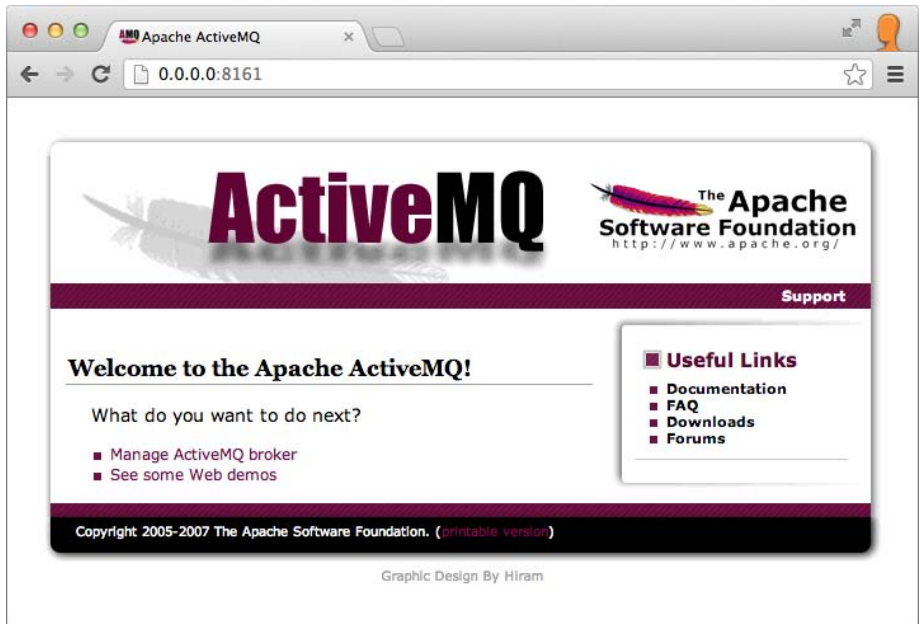 AMQ Apache ActiveMQ
0.0.0.0:8161
ActiveMQ
The Apache
Software Foundation
http://www.apache.org/
Support
Welcome to the Apache ActiveMQ!
What do you want to do next?
Manage ActiveMQ broker
See some Web demos
Useful Links
Documentation
FAQ
Downloads
Forums
Copyright 2005-2007 The Apache Software Foundation. (printable version)
Graphic Design By Hiram